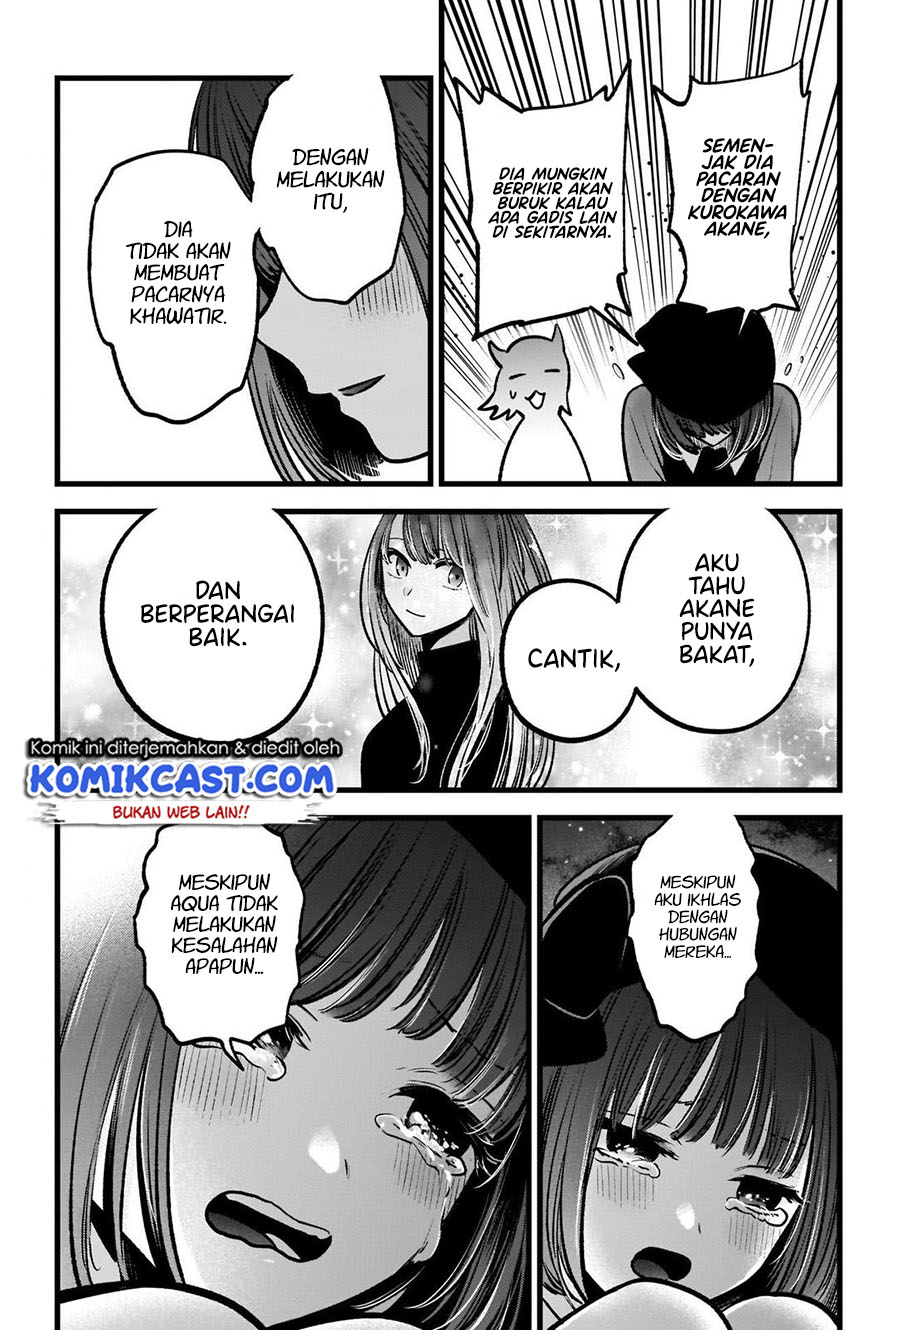 SEMEN-
JAK DIA
PACARAN
DENGAN
KUROKAWA
AKANE,
DIA MUNGKIN
BERPIKIR AKAN
BURUK KALAU
ADA GADIS LAIN
DI SEKITARNYA.
DENGAN
MELAKUKAN
ITU,
DIA
TIDAK AKAN
MEMBUAT
PACARNYA
KHAWATIR.
AKU
TAHU
AKANE
PUNYA
BAKAT,
CANTIK,
DAN
BERPERANGAI
BAIK.
Komik ini diterjemahkan & diedit oleh
KOMIKCAST.COM
BUKAN WEB LAIN!!
MESKIPUN
AKU IKHLAS
DENGAN
HUBUNGAN
MEREKA...
MESKIPUN
AQUA TIDAK
MELAKUKAN
KESALAHAN
APAPUN...